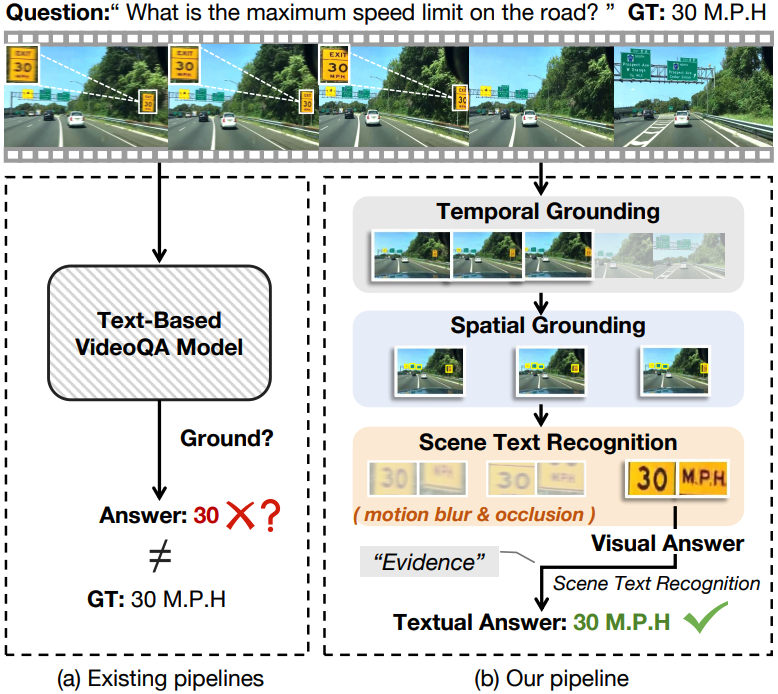 Question:“ What is the maximum speed limit on the road? ” GT: 30 M.P.H
EXIT
30
MPH
EXIT
30
MPH
EXIT
30
MPH
Temporal Grounding
Spatial Grounding
Text-Based
VideoQA Model
Ground?
Scene Text Recognition
30 MPH
30 MPH
30 M.P.H.
( motion blur & occlusion )
Answer: 30
≠
GT: 30 M.P.H
Visual Answer
“Evidence”
Scene Text Recognition
Textual Answer: 30 M.P.H
(a) Existing pipelines
(b) Our pipeline